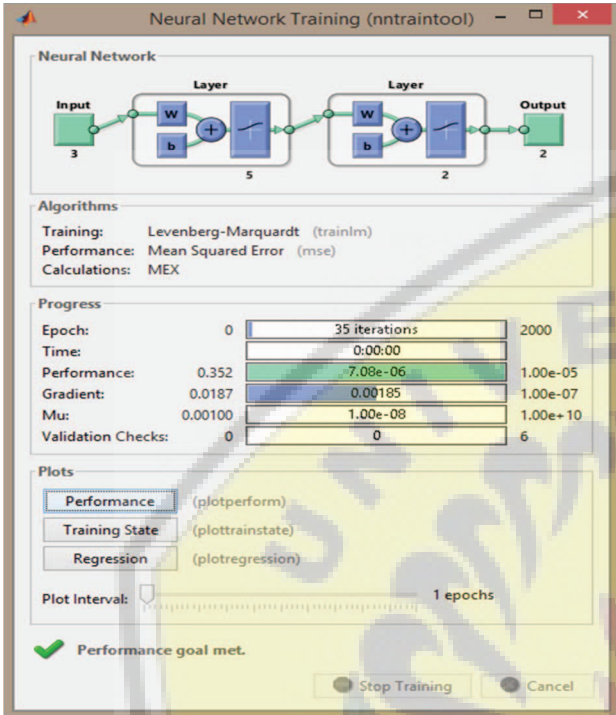 Neural Network Training (nntraintool)
Neural Network
Layer Layer
Input W b + W b + Output
3 5 2 2
Algorithms
Training: Levenberg-Marquardt (trainlm)
Performance: Mean Squared Error (mse)
Calculations: MEX
Progress
Epoch: 0 35 iterations 2000
Time: 0:00:00
Performance: 0.352 7.08e-06 1.00e-05
Gradient: 0.0187 0.00185 1.00e-07
Mu: 0.00100 1.00e-08 1.00e+10
Validation Checks: 0 0 6
Plots
Performance (plotperform)
Training State (plottrainstate)
Regression (plotregression)
Plot Interval: 1 epochs
Performance goal met.
Stop Training Cancel
UNIVE